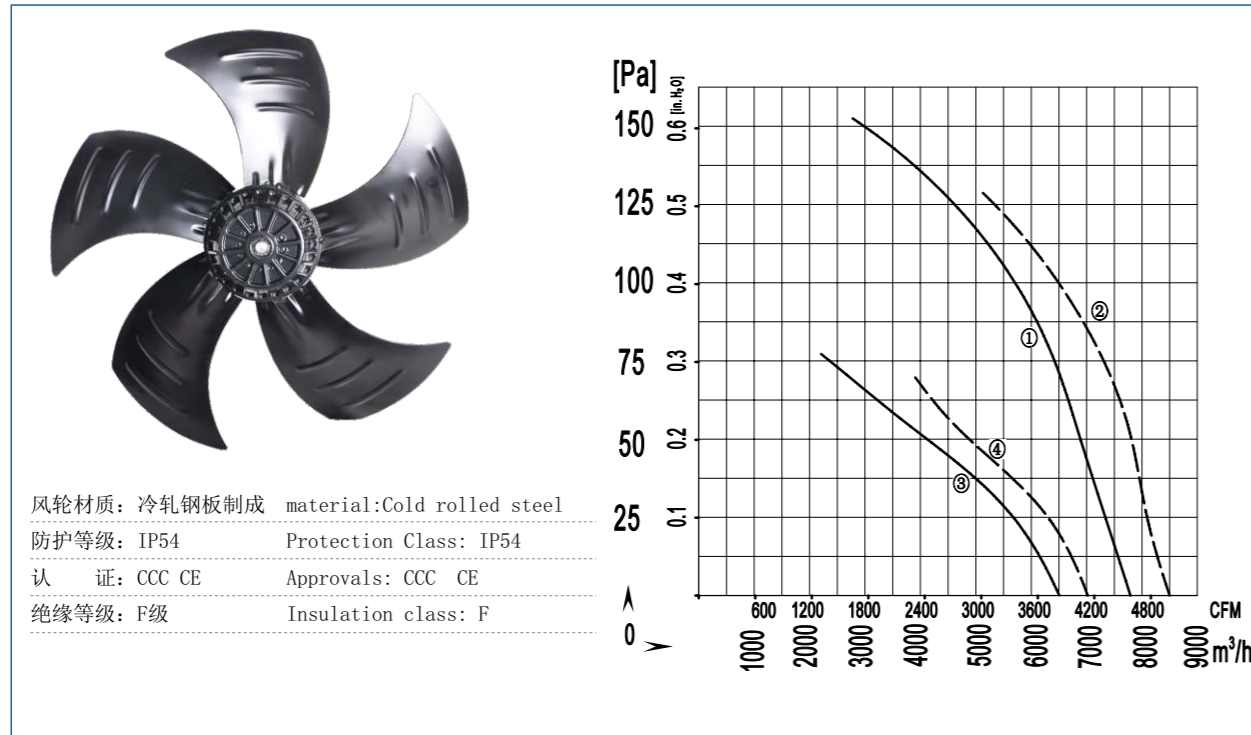 风轮材质：冷轧钢板制成 material:Cold rolled steel
防护等级：IP54 Protection Class: IP54
认 证：CCC CE Approvals: CCC CE
绝缘等级：F级 Insulation class: F
[Pa]
[in. H₂O]
150
0.6
125
0.5
100
0.4
75
0.3
50
0.2
25
0.1
0
①
②
③
④
600 1200 1800 2400 3000 3600 4200 4800 CFM
1000 2000 3000 4000 5000 6000 7000 8000 9000 m³/h